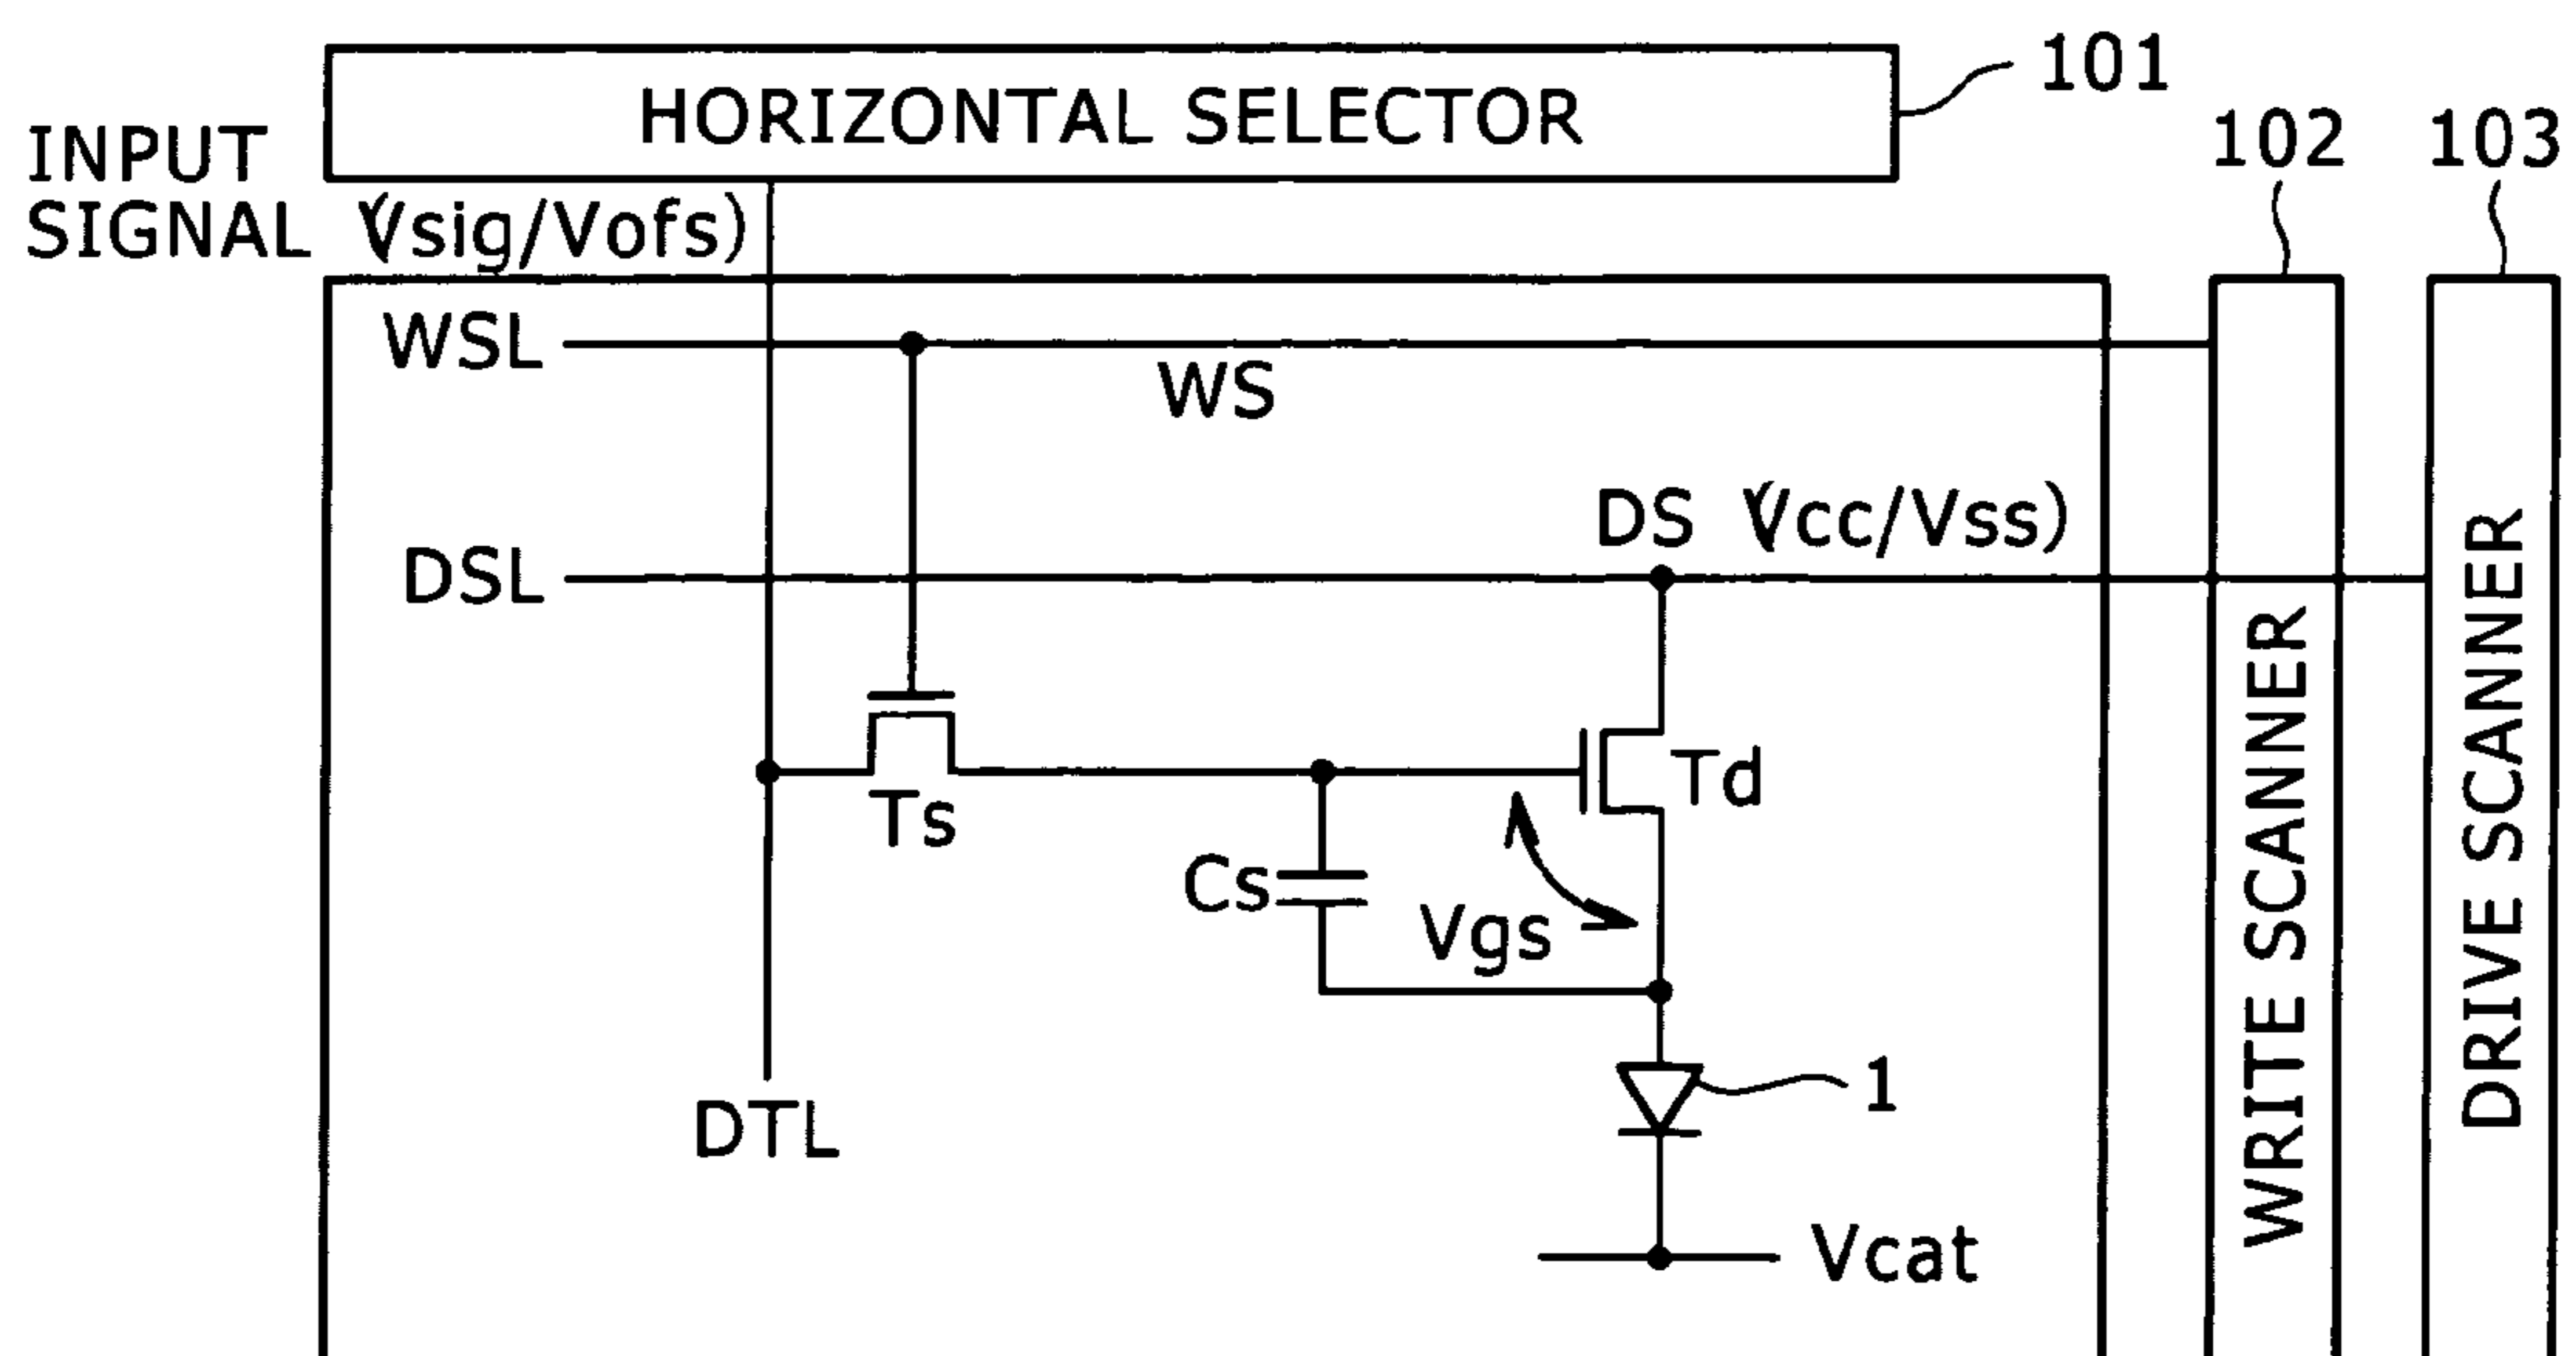 HORIZONTAL SELECTOR
101
102
103
INPUT
SIGNAL (Vsig/Vofs)
WSL
WS
DS (Vcc/Vss)
DSL
Ts
Td
Cs
Vgs
1
DTL
Vcat
WRITE SCANNER
DRIVE SCANNER